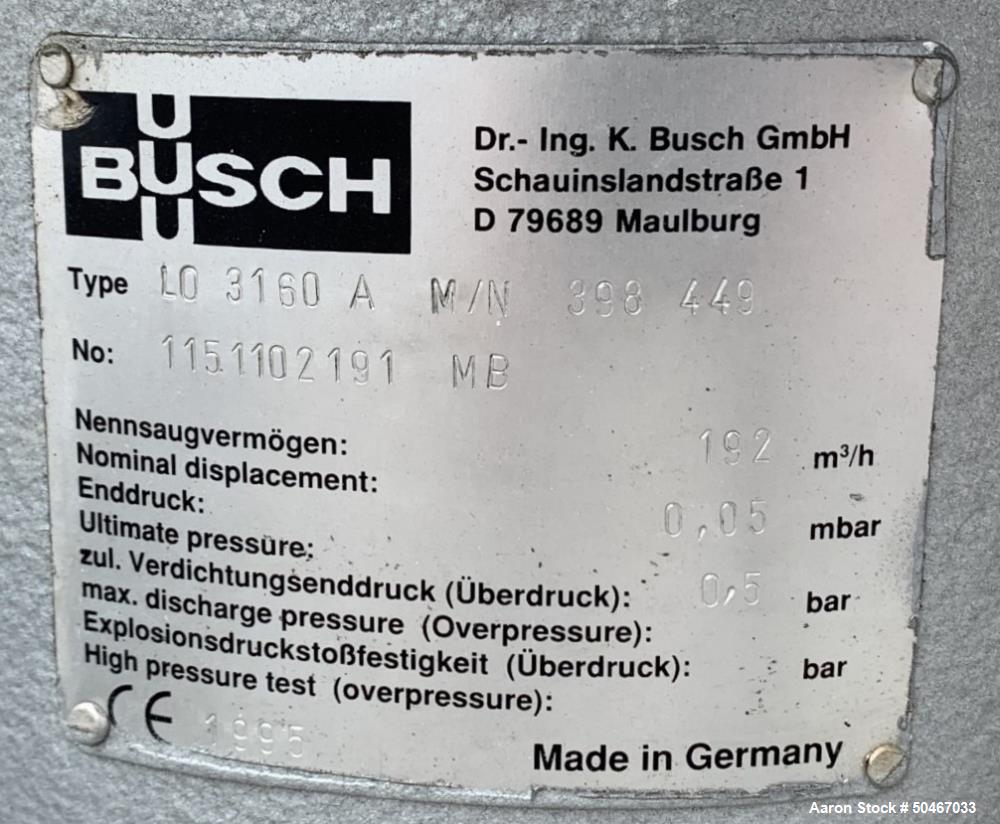 BUSCH
Dr.- Ing. K. Busch GmbH
Schauinslandstraße 1
D 79689 Maulburg
Type LO 3160 A M/N 398 449
No: 1151102191 MB
Nennsaugvermögen:
Nominal displacement: 192 m³/h
Enddruck:
Ultimate pressure: 0,05 mbar
zul. Verdichtungsenddruck (Überdruck): 0,5 bar
max. discharge pressure (Overpressure):
Explosionsdruckstoßfestigkeit (Überdruck): bar
High pressure test (overpressure):
CE 1995
Made in Germany
Aaron Stock # 50467033